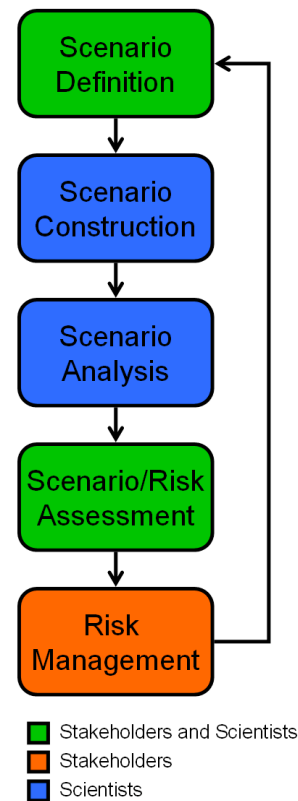 Scenario
Definition
Scenario
Construction
Scenario
Analysis
Scenario/Risk
Assessment
Risk
Management
Stakeholders and Scientists
Stakeholders
Scientists